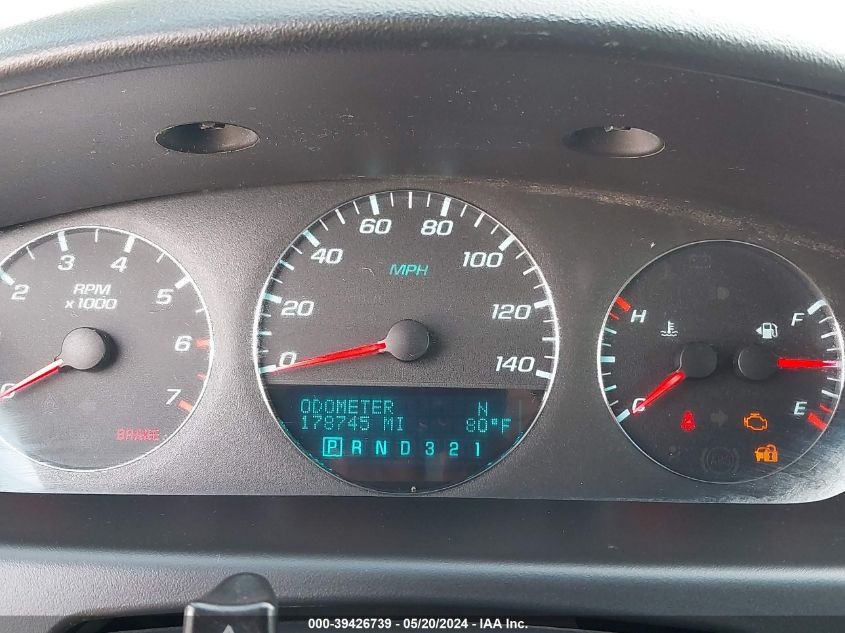 2 3 4 5 6 7
RPM
x 1000
BRAKE
0 20 40 60 80 100 120 140
MPH
ODOMETER N
178745 MI 80°F
P R N D 3 2 1
H C
F E
000-39426739 - 05/20/2024 - IAA Inc.